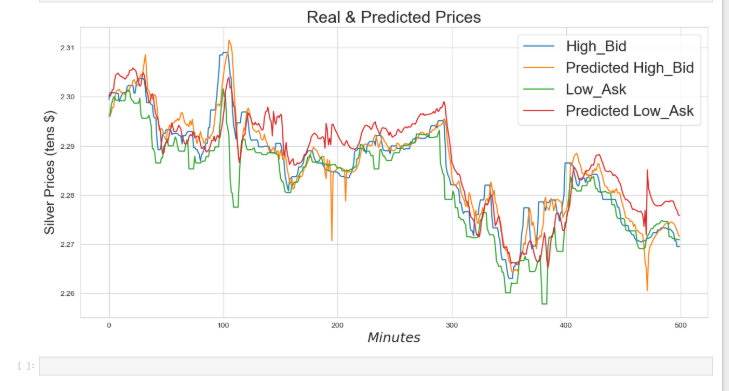 Real & Predicted Prices
High_Bid
Predicted High_Bid
Low_Ask
Predicted Low_Ask
Silver Prices (tens $)
2.31
2.30
2.29
2.28
2.27
2.26
0 100 200 300 400 500
Minutes
[ ]: